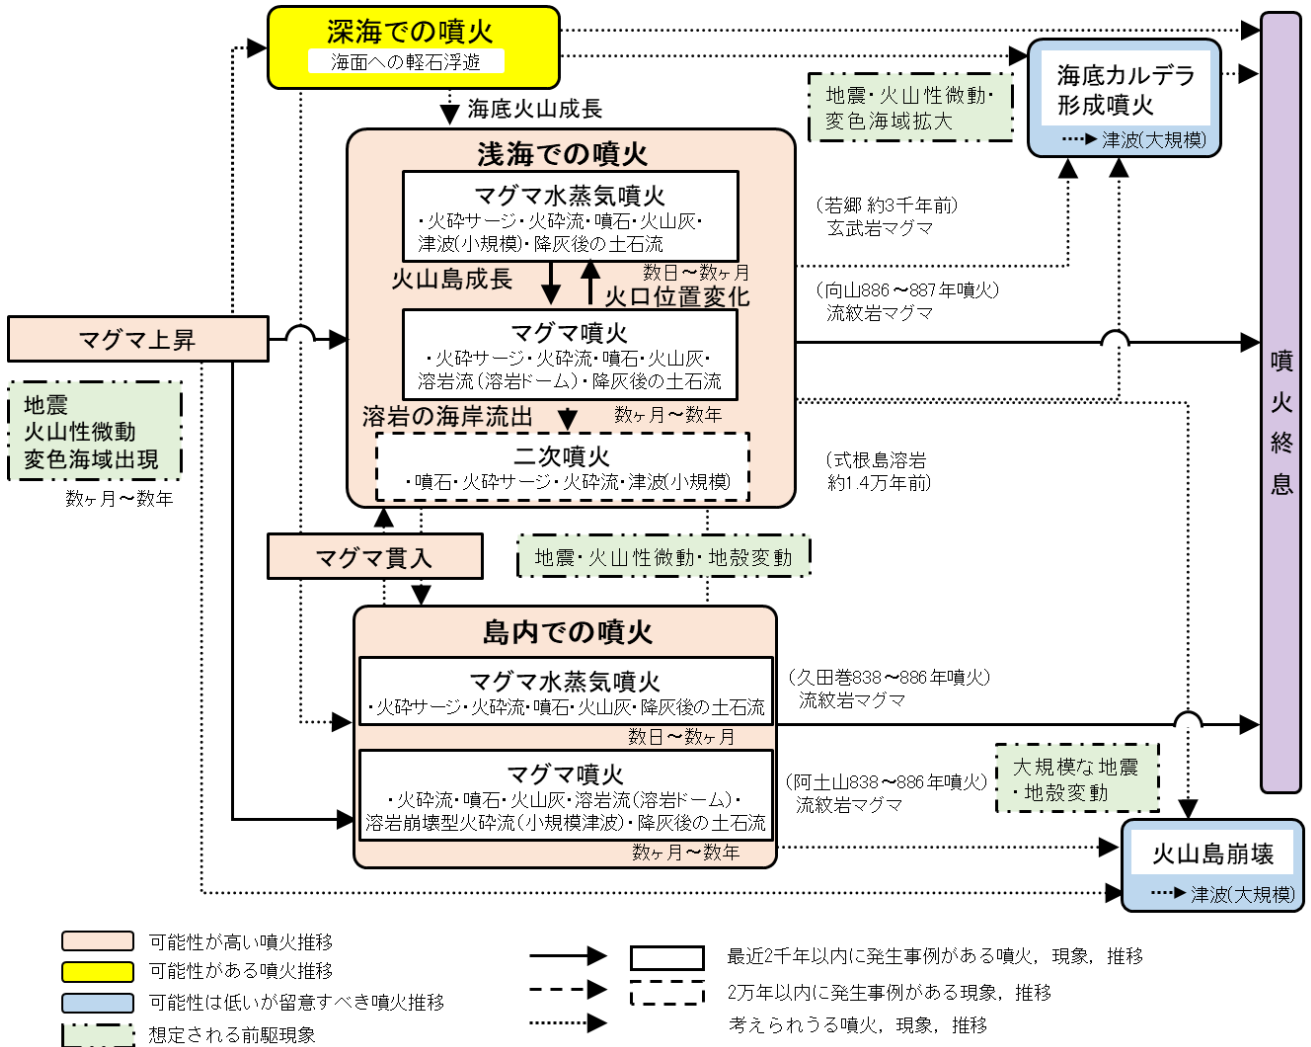 深海での噴火
海面への軽石浮遊
海底火山成長
海底カルデラ
形成噴火
津波(大規模)
地震・火山性微動・
変色海域拡大
浅海での噴火
マグマ水蒸気噴火
・火砕サージ・火砕流・噴石・火山灰・
津波(小規模)・降灰後の土石流
数日～数ヶ月
火山島成長
火口位置変化
マグマ噴火
・火砕サージ・火砕流・噴石・火山灰・
溶岩流(溶岩ドーム)・降灰後の土石流
数ヶ月～数年
溶岩の海岸流出
二次噴火
・噴石・火砕サージ・火砕流・津波(小規模)
(若郷 約3千年前)
玄武岩マグマ
(向山886～887年噴火)
流紋岩マグマ
(式根島溶岩
約1.4万年前)
マグマ上昇
地震
火山性微動
変色海域出現
数ヶ月～数年
マグマ貫入
地震・火山性微動・地殻変動
島内での噴火
マグマ水蒸気噴火
・火砕サージ・火砕流・噴石・火山灰・降灰後の土石流
数日～数ヶ月
マグマ噴火
・火砕流・噴石・火山灰・溶岩流(溶岩ドーム)・
溶岩崩壊型火砕流(小規模津波)・降灰後の土石流
数ヶ月～数年
(久田巻838～886年噴火)
流紋岩マグマ
(阿土山838～886年噴火)
流紋岩マグマ
大規模な地震
・地殻変動
火山島崩壊
津波(大規模)
噴火終息
可能性が高い噴火推移
可能性がある噴火推移
可能性は低いが留意すべき噴火推移
想定される前駆現象
最近2千年以内に発生事例がある噴火，現象，推移
2万年以内に発生事例がある現象，推移
考えられうる噴火，現象，推移